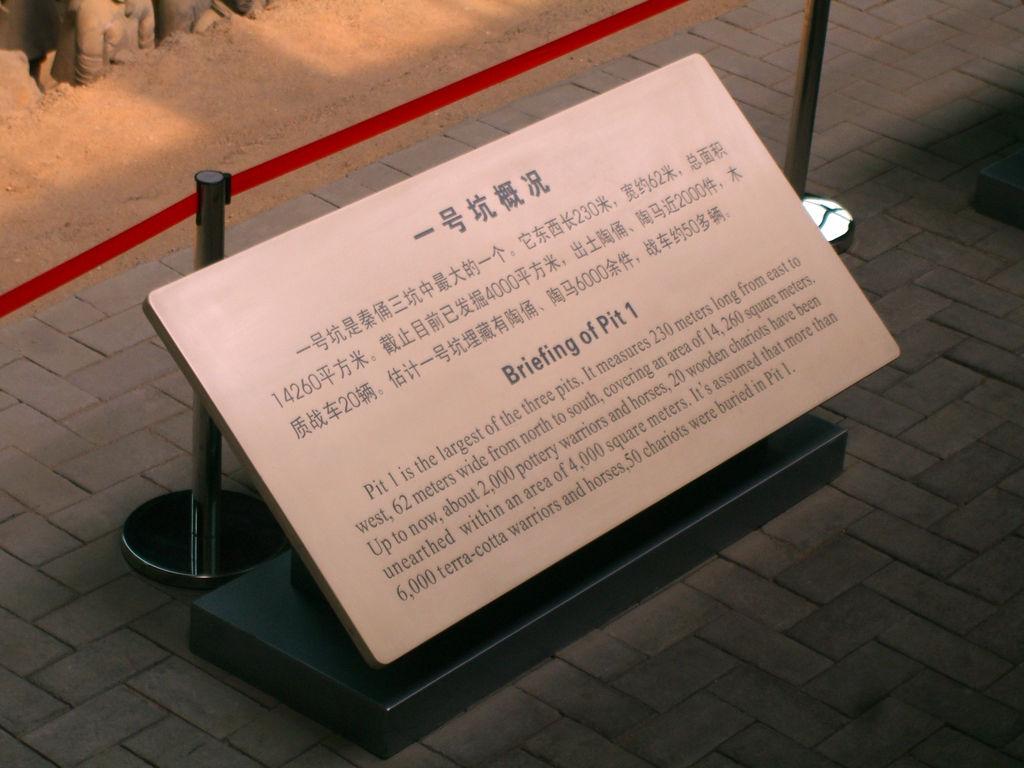 一号坑概况
一号坑是秦俑三坑中最大的一个。它东西长230米，宽约62米，总面积
14260平方米。截止目前已发掘4000平方米，出土陶俑、陶马近2000件，木
质战车20辆。估计一号坑埋藏有陶俑、陶马6000余件，战车约50多辆。
Briefing of Pit 1
Pit 1 is the largest of the three pits. It measures 230 meters long from east to
west, 62 meters wide from north to south, covering an area of 14, 260 square meters.
Up to now, about 2,000 pottery warriors and horses, 20 wooden chariots have been
unearthed within an area of 4,000 square meters. It's assumed that more than
6,000 terra-cotta warriors and horses,50 chariots were buried in Pit 1.